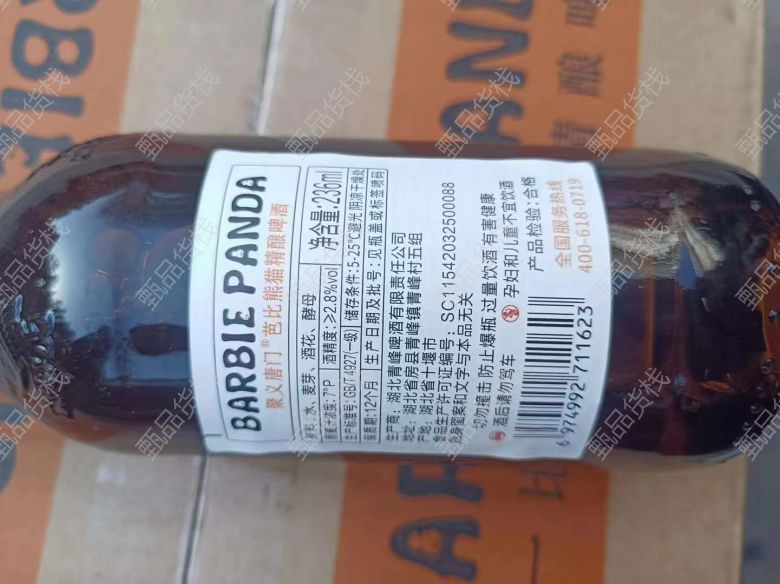 BARBIE PANDA
聚义唐门®芭比熊猫精酿啤酒
水、麦芽、酒花、酵母
净含量:296ml
原麦汁浓度:7°P
酒精度:≥2.8%vol
储存条件:5-25℃避光 阴凉干燥处
生产标准号:GB/T 4927(一级)
保质期:12个月
生产日期及批号:见瓶盖或标签喷码
生产商:湖北青峰啤酒有限责任公司
地址:湖北省房县青峰镇青峰村五组
产地:湖北省十堰市
食品生产许可证编号:SC11542032500088
瓶身图案和文字与本品无关
切勿撞击 防止爆瓶 过量饮酒 有害健康
酒后请勿驾车
孕妇和儿童不宜饮酒
产品检验:合格
全国服务热线
400-618-0719
6 974992 711623
甄品货栈